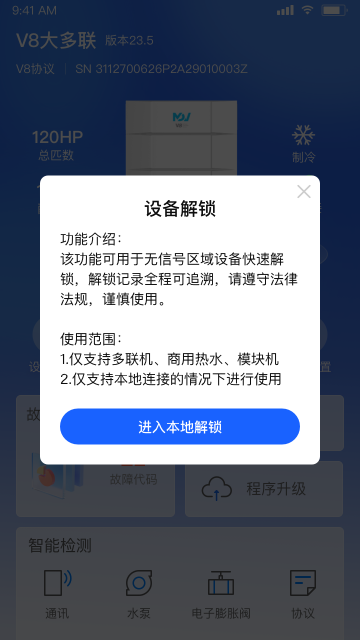 9:41 AM
V8大多联 版本23.5
V8协议 SN 3112700626P2A29010003Z
120HP
总匹数
制冷
设备解锁
功能介绍：
该功能可用于无信号区域设备快速解
锁，解锁记录全程可追溯，请遵守法律
法规，谨慎使用。
使用范围：
1.仅支持多联机、商用热水、模块机
2.仅支持本地连接的情况下进行使用
进入本地解锁
设
置
故
故障代码
程序升级
智能检测
通讯
水泵
电子膨胀阀
协议